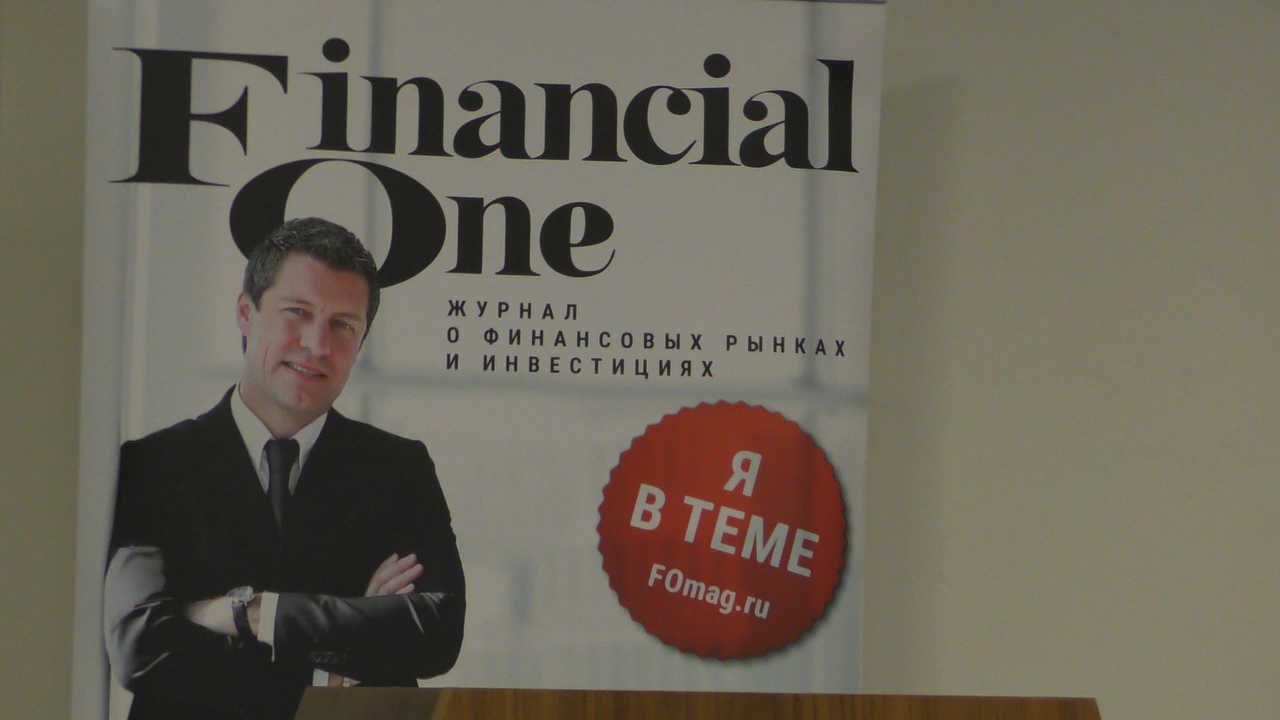 Financial
One
ЖУРНАЛ
О ФИНАНСОВЫХ РЫНКАХ
И ИНВЕСТИЦИЯХ
Я
В ТЕМЕ
FOmag.ru